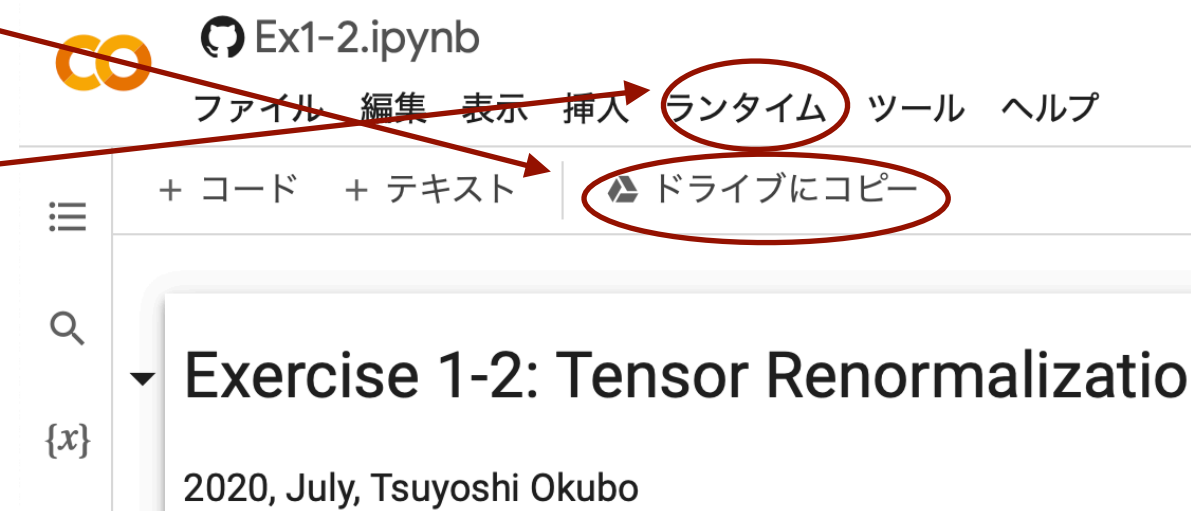 Ex1-2.ipynb
ファイル 編集 表示 挿入 ランタイム ツール ヘルプ
+ コード + テキスト ドライブにコピー
Exercise 1-2: Tensor Renormalizatio
{x}
2020, July, Tsuyoshi Okubo